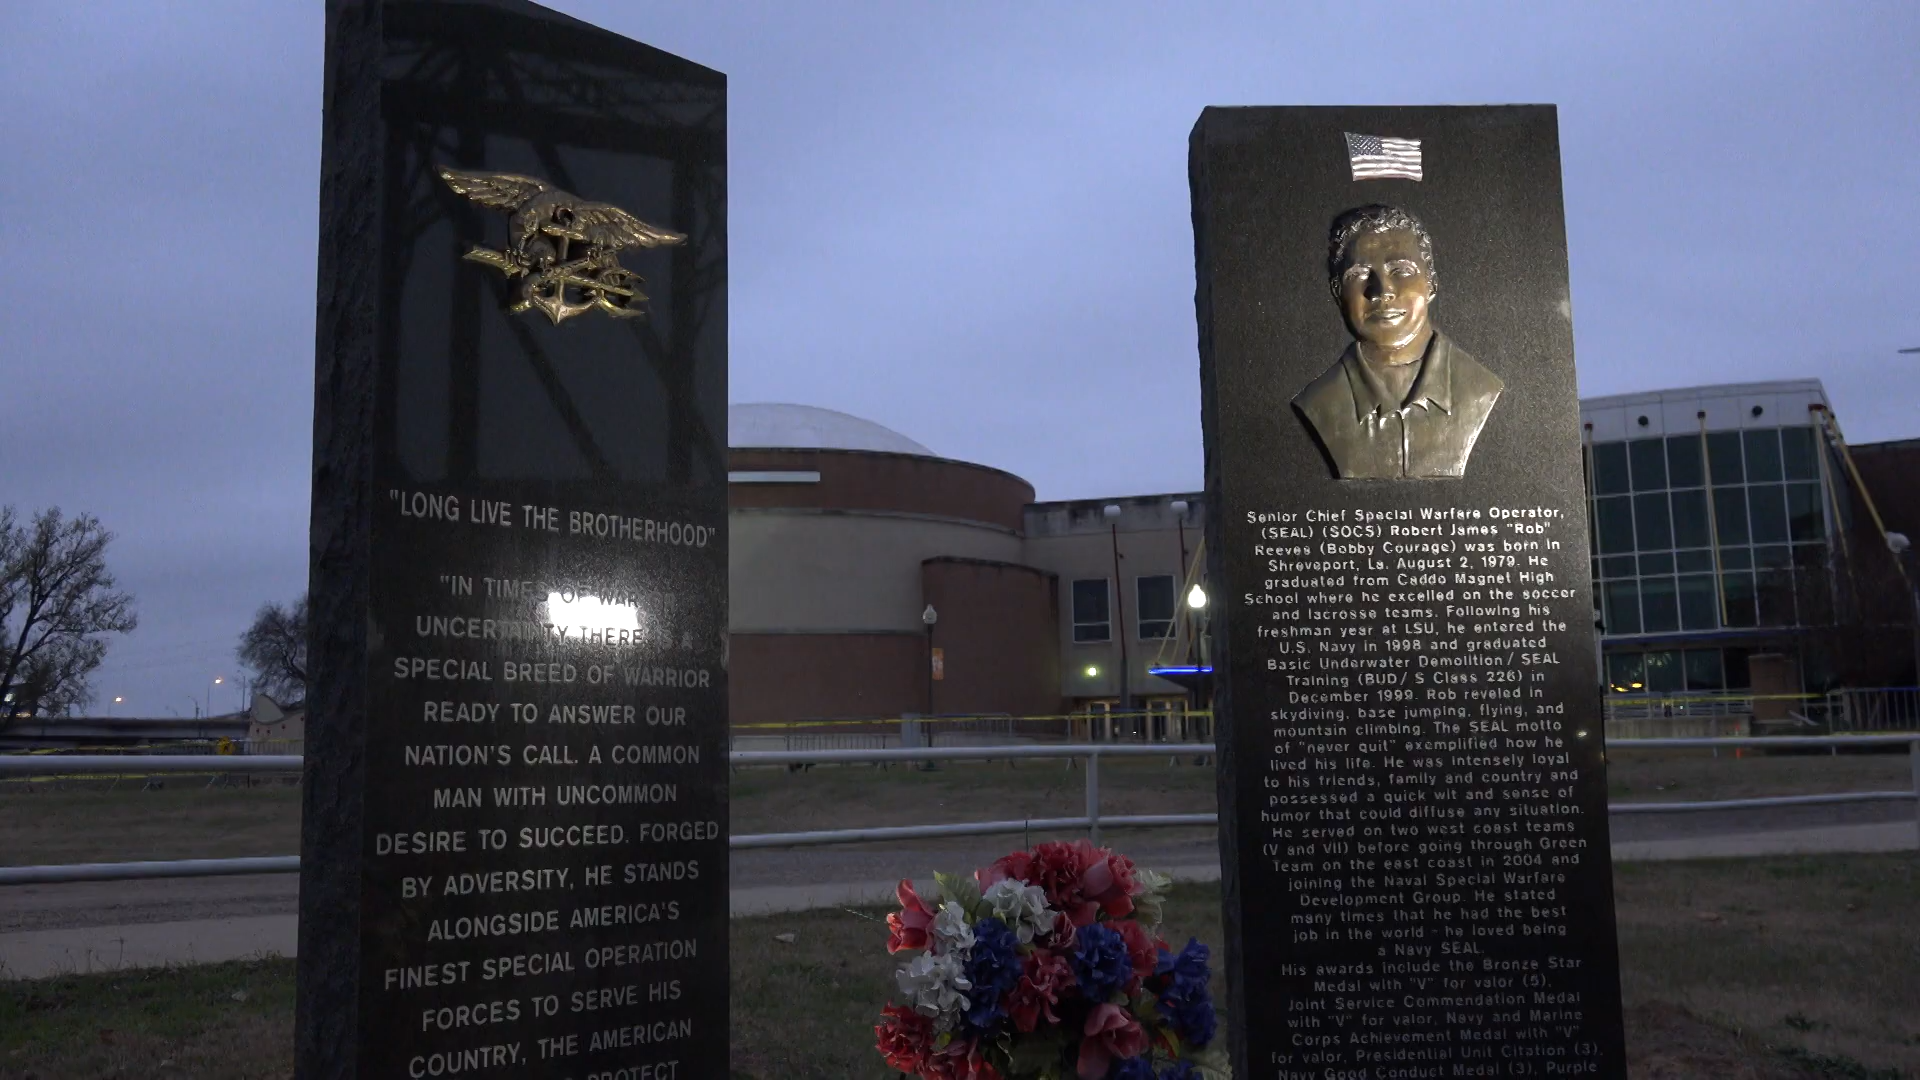 "LONG LIVE THE BROTHERHOOD"
"IN TIMES OF WAR OR
UNCERTAINTY THERE IS A
SPECIAL BREED OF WARRIOR
READY TO ANSWER OUR
NATION'S CALL. A COMMON
MAN WITH UNCOMMON
DESIRE TO SUCCEED. FORGED
BY ADVERSITY, HE STANDS
ALONGSIDE AMERICA'S
FINEST SPECIAL OPERATION
FORCES TO SERVE HIS
COUNTRY, THE AMERICAN
PROTECT
Senior Chief Special Warfare Operator,
(SEAL) (SOCS) Robert James "Rob"
Reeves (Bobby Courage) was born in
Shreveport, La. August 2, 1979. He
graduated from Caddo Magnet High
School where he excelled on the soccer
and lacrosse teams. Following his
freshman year at LSU, he entered the
U.S. Navy in 1998 and graduated
Basic Underwater Demolition/ SEAL
Training (BUD/ S Class 226) in
December 1999. Rob reveled in
skydiving, base jumping, flying, and
mountain climbing. The SEAL motto
of "never quit" exemplified how he
lived his life. He was intensely loyal
to his friends, family and country and
possessed a quick wit and sense of
humor that could diffuse any situation.
He served on two west coast teams
(V and VII) before going through Green
Team on the east coast in 2004 and
joining the Naval Special Warfare
Development Group. He stated
many times that he had the best
job in the world - he loved being
a Navy SEAL.
His awards include the Bronze Star
Medal with "V" for valor (5),
Joint Service Commendation Medal
with "V" for valor, Navy and Marine
Corps Achievement Medal with "V"
for valor, Presidential Unit Citation (3),
Navy Good Conduct Medal (3), Purple